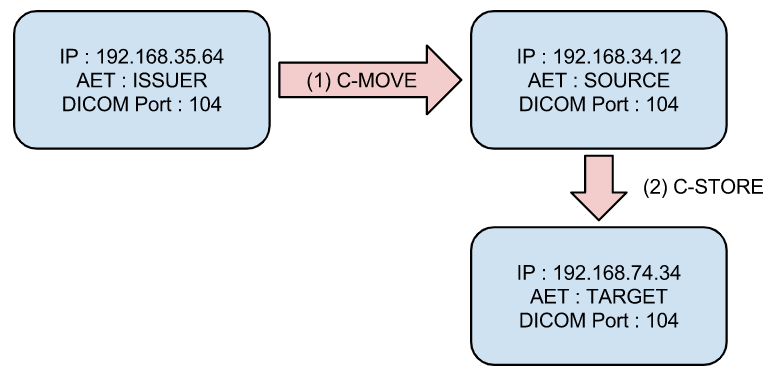 IP : 192.168.35.64
AET : ISSUER
DICOM Port : 104
(1) C-MOVE
IP : 192.168.34.12
AET : SOURCE
DICOM Port : 104
(2) C-STORE
IP : 192.168.74.34
AET : TARGET
DICOM Port : 104